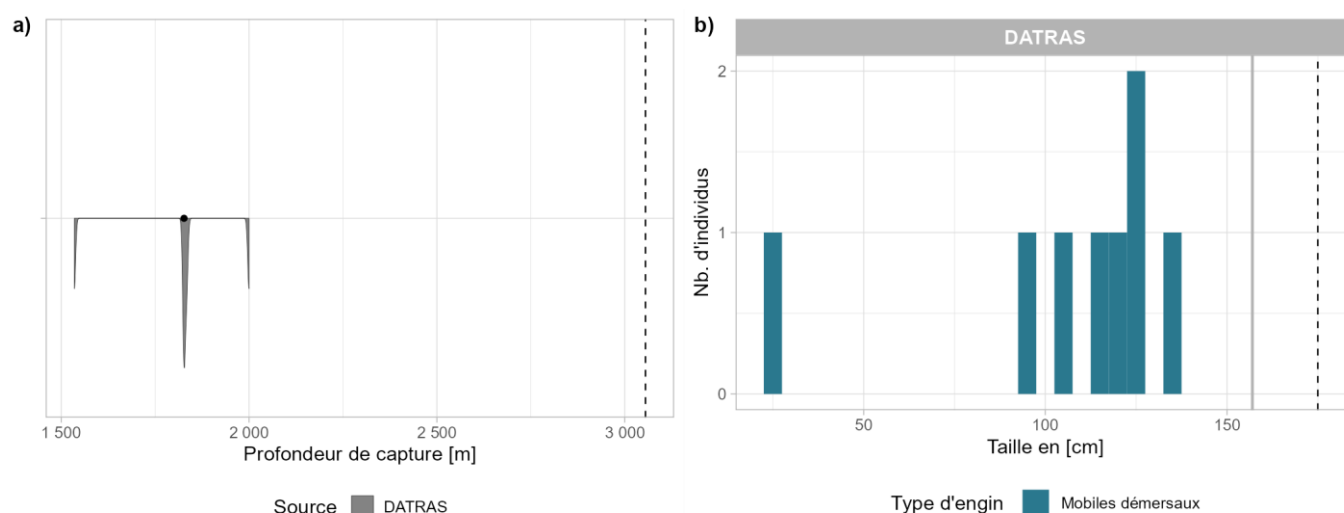 a)
1 500
2 000
2 500
3 000
Profondeur de capture [m]
Source DATRAS
b)
DATRAS
2
1
0
Nb. d'individus
50
100
150
Taille en [cm]
Type d'engin Mobiles démersaux